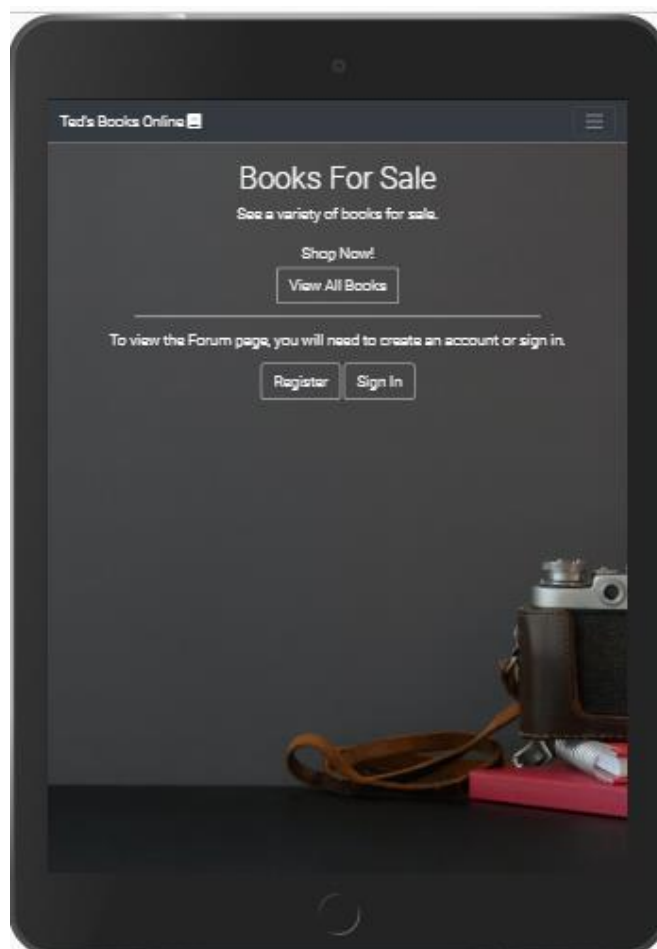 Ted's Books Online
Books For Sale
See a variety of books for sale.
Shop Now!
View All Books
To view the Forum page, you will need to create an account or sign in.
Register Sign In